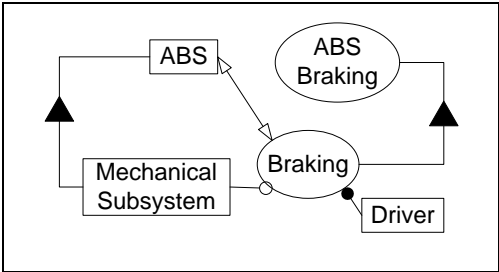 ABS
ABS
Braking
Braking
Mechanical
Subsystem
Driver